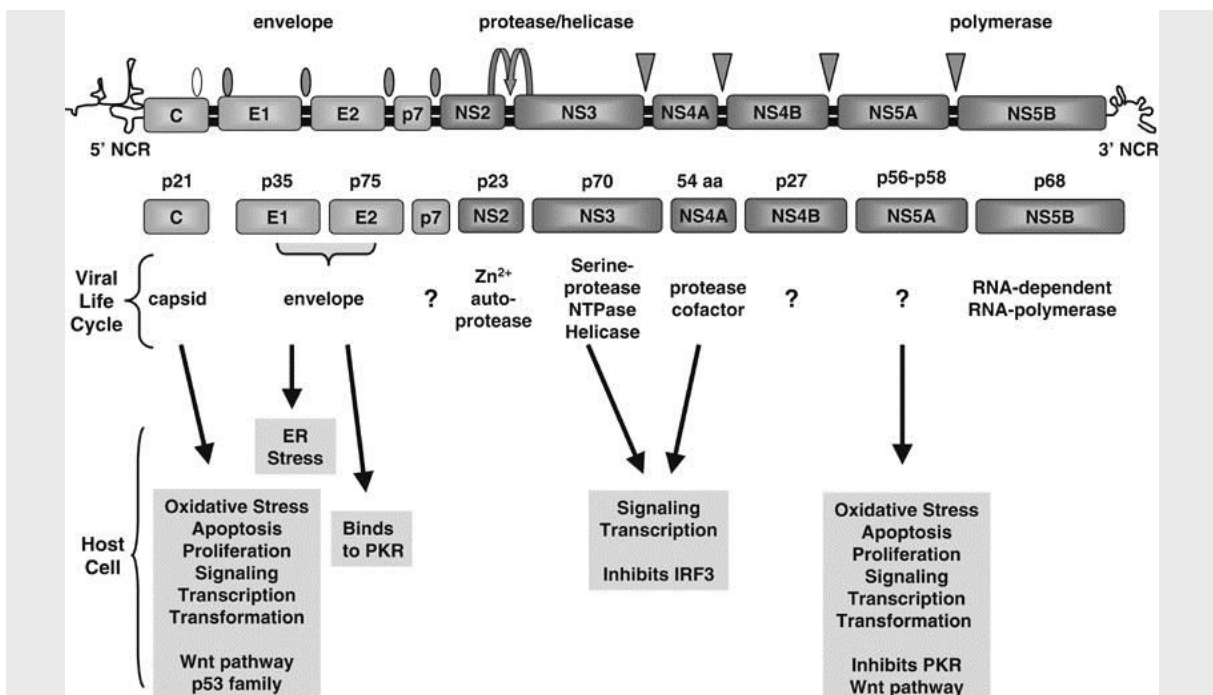 envelope protease/helicase polymerase
C E1 E2 p7 NS2 NS3 NS4A NS4B NS5A NS5B
5’ NCR 3’ NCR
p21 p35 p75 p23 p70 54 aa p27 p56-p58 p68
C E1 E2 p7 NS2 NS3 NS4A NS4B NS5A NS5B
Viral
Life
Cycle
capsid
envelope
?
Zn²⁺
auto-
protease
Serine-
protease
NTPase
Helicase
protease
cofactor
?
?
RNA-dependent
RNA-polymerase
Host
Cell
Oxidative Stress
Apoptosis
Proliferation
Signaling
Transcription
Transformation
Wnt pathway
p53 family
ER
Stress
Binds
to PKR
Signaling
Transcription
Inhibits IRF3
Oxidative Stress
Apoptosis
Proliferation
Signaling
Transcription
Transformation
Inhibits PKR
Wnt pathway